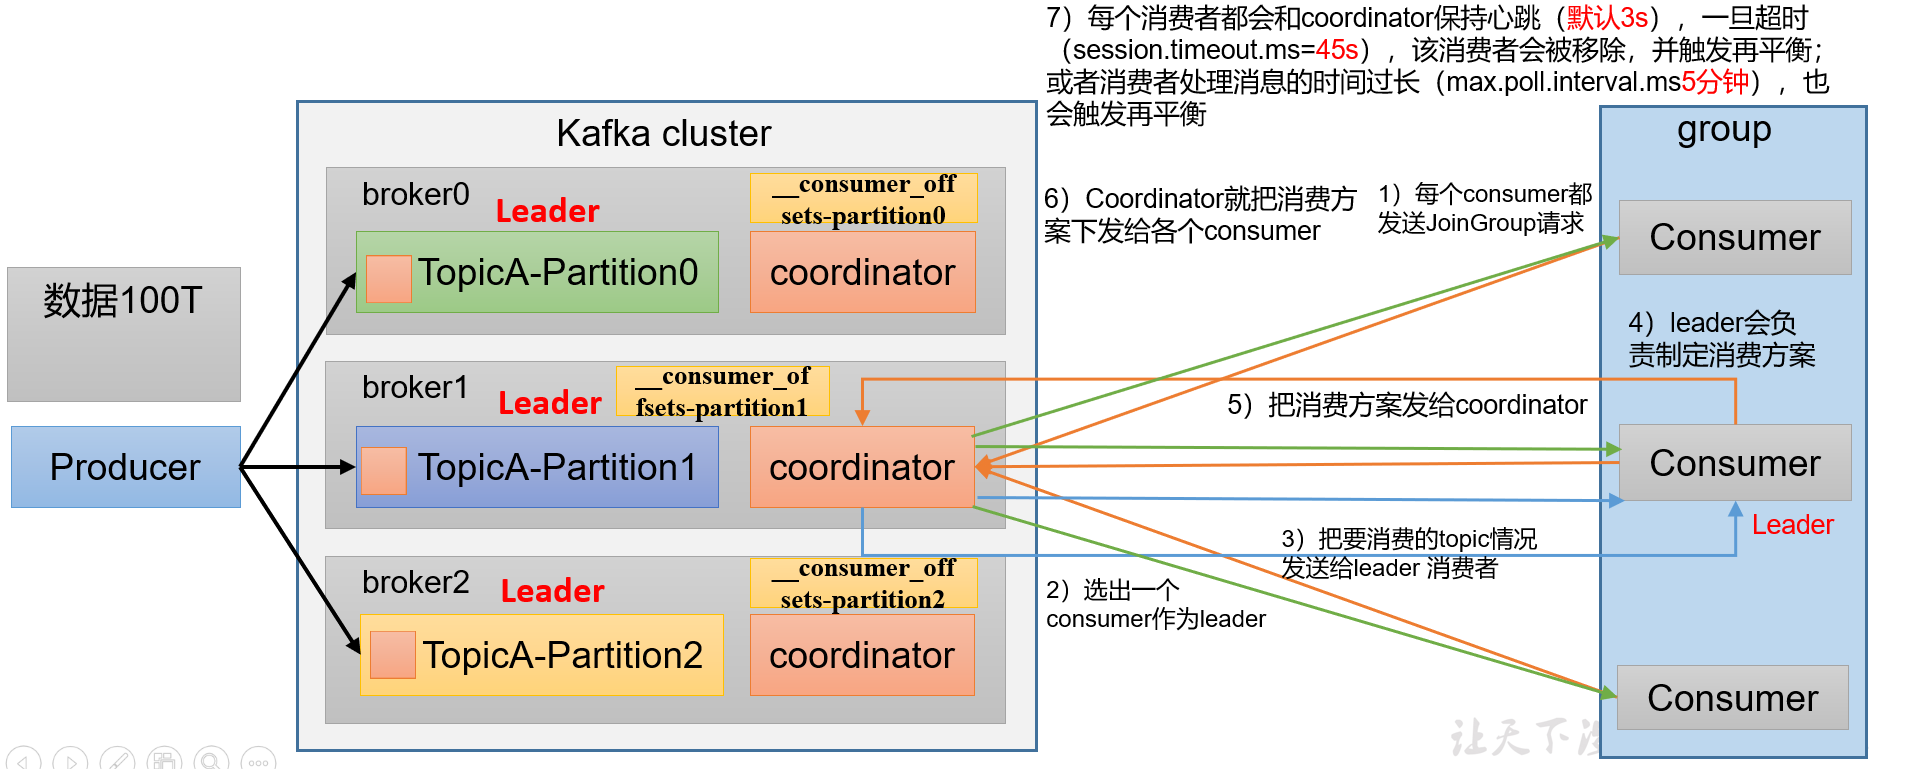 7）每个消费者都会和coordinator保持心跳（默认3s），一旦超时
（session.timeout.ms=45s），该消费者会被移除，并触发再平衡；
或者消费者处理消息的时间过长（max.poll.interval.ms5分钟），也
会触发再平衡
Kafka cluster
group
broker0
Leader
__consumer_off
sets-partition0
TopicA-Partition0
coordinator
6）Coordinator就把消费方
案下发给各个consumer
1）每个consumer都
发送JoinGroup请求
Consumer
数据100T
4）leader会负
责制定消费方案
broker1
Leader
__consumer_of
fsets-partition1
5）把消费方案发给coordinator
Producer
TopicA-Partition1
coordinator
Consumer
Leader
3）把要消费的topic情况
发送给leader 消费者
broker2
Leader
__consumer_off
sets-partition2
2）选出一个
consumer作为leader
TopicA-Partition2
coordinator
Consumer
让天下没